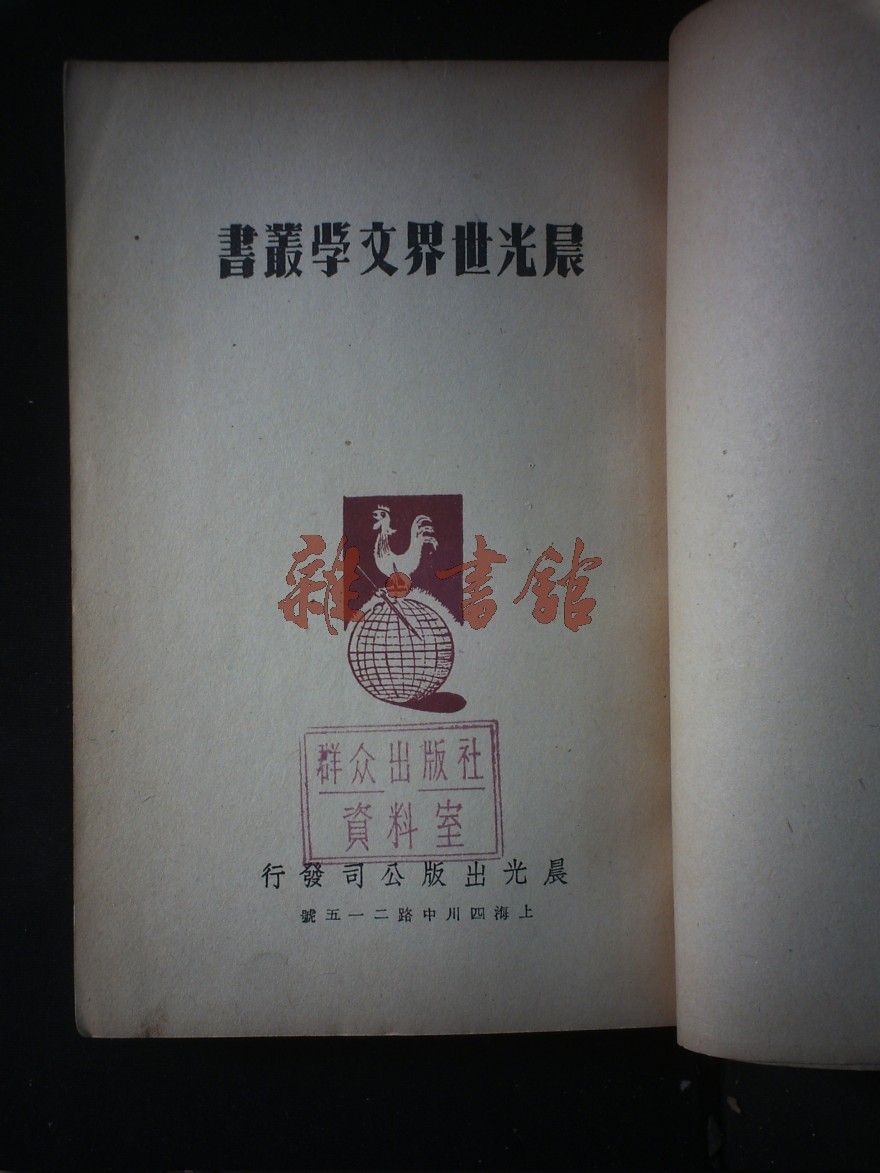 晨光世界文学叢書
雜書館
群众出版社
資料室
晨光出版公司發行
上海四川中路二一五號